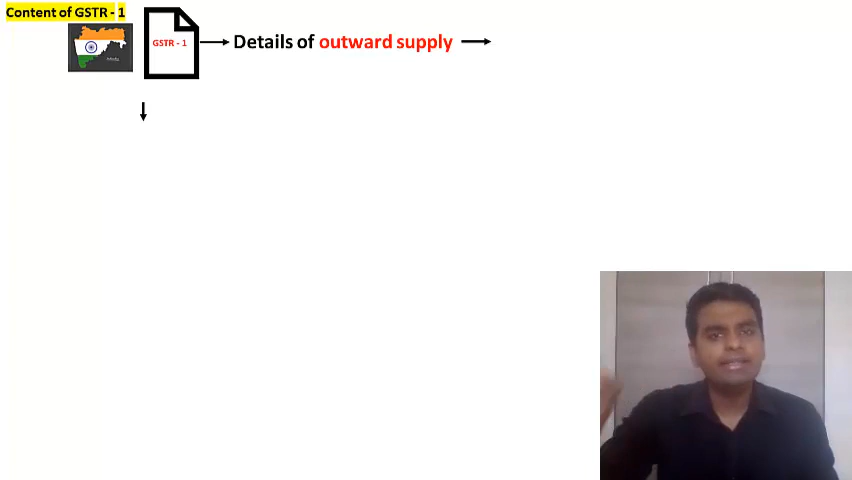 Content of GSTR - 1
GSTR - 1
Details of outward supply